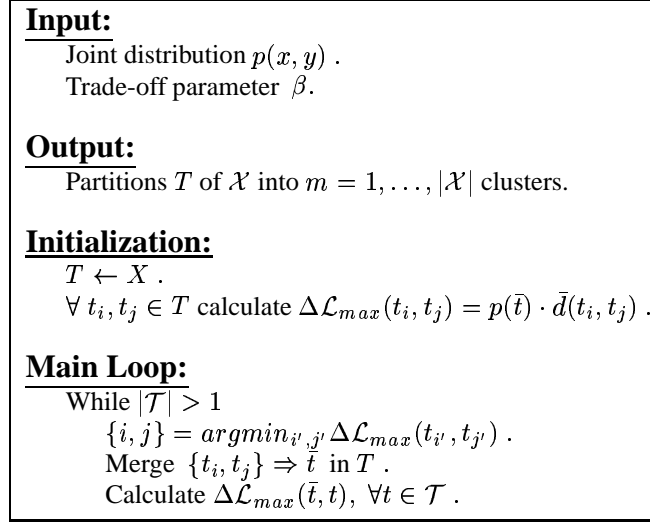 Input:
Joint distribution p(x, y) .
Trade-off parameter β.
Output:
Partitions T of 𝒳 into m = 1, . . . , |𝒳| clusters.
Initialization:
T ← X .
∀ t_i, t_j ∈ T calculate Δℒ_max(t_i, t_j) = p(t̄) · d̄(t_i, t_j) .
Main Loop:
While |𝒯| > 1
{i, j} = argmin_{i′,j′} Δℒ_max(t_{i′}, t_{j′}) .
Merge {t_i, t_j} ⇒ t̄ in T .
Calculate Δℒ_max(t̄, t), ∀t ∈ 𝒯 .